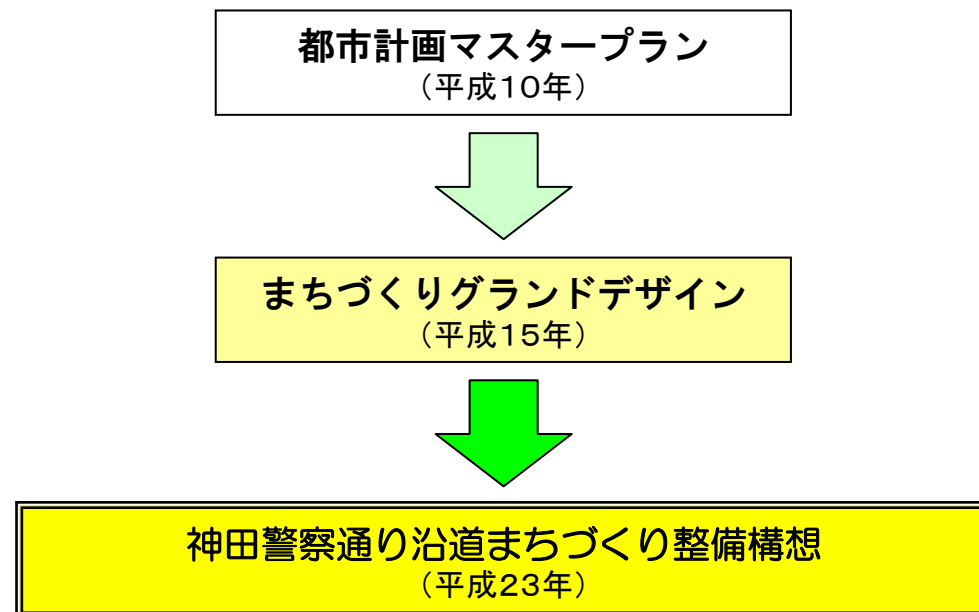 都市計画マスタープラン
（平成１０年）
まちづくりグランドデザイン
（平成１５年）
神田警察通り沿道まちづくり整備構想
（平成２３年）